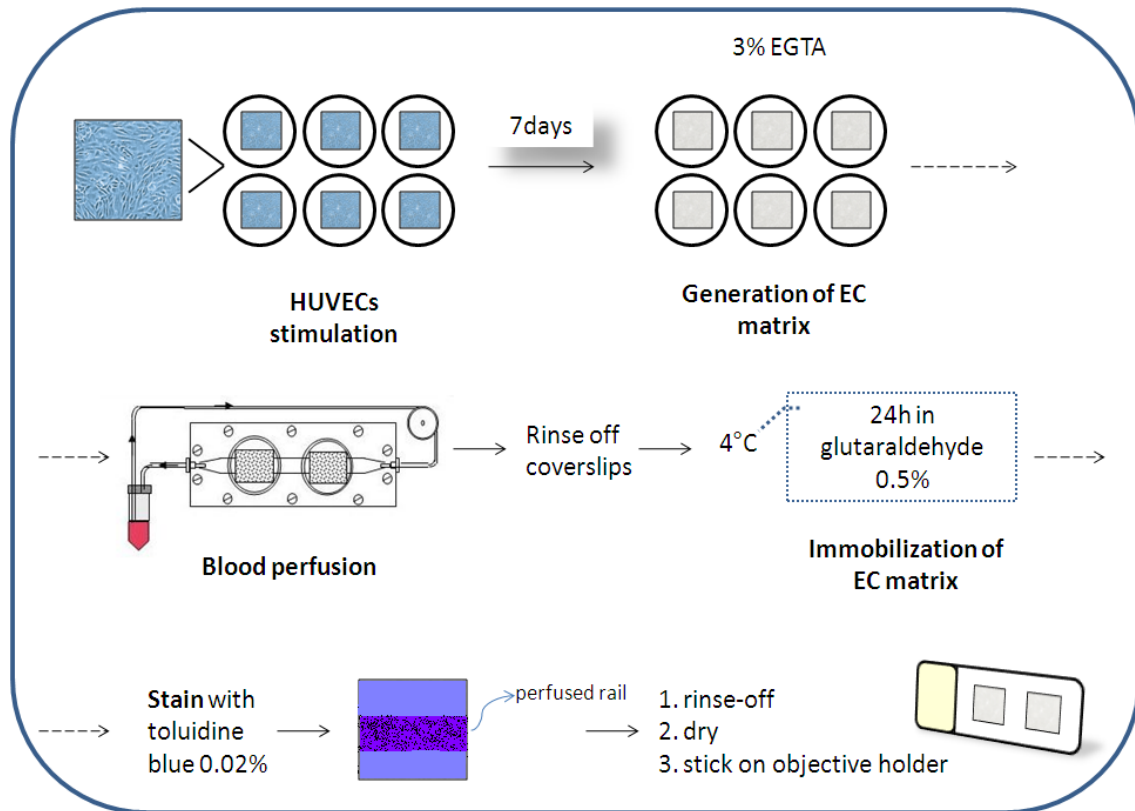 3% EGTA
7days
HUVECs
stimulation
Generation of EC
matrix
Blood perfusion
Rinse off
coverslips
4°C
24h in
glutaraldehyde
0.5%
Immobilization of
EC matrix
Stain with
toluidine
blue 0.02%
perfused rail
1. rinse-off
2. dry
3. stick on objective holder